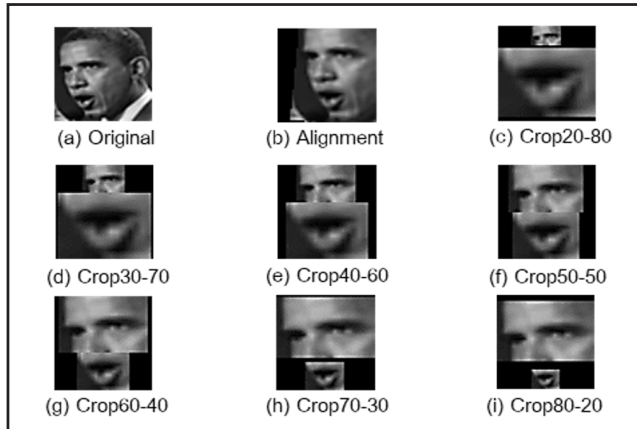 (a) Original (b) Alignment (c) Crop20-80
(d) Crop30-70 (e) Crop40-60 (f) Crop50-50
(g) Crop60-40 (h) Crop70-30 (i) Crop80-20